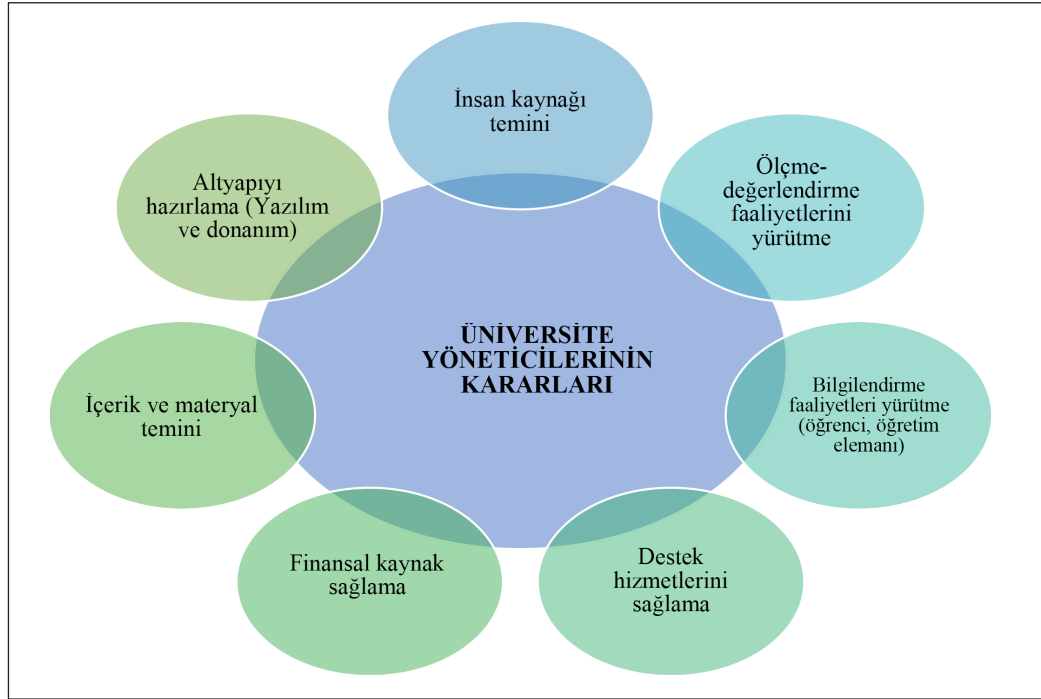 İnsan kaynağı
temini
Ölçme-
değerlendirme
faaliyetlerini
yürütme
Bilgilendirme
faaliyetleri yürütme
(öğrenci, öğretim
elemanı)
Destek
hizmetlerini
sağlama
Finansal kaynak
sağlama
İçerik ve materyal
temini
Altyapıyı
hazırlama (Yazılım
ve donanım)
ÜNİVERSİTE
YÖNETİCİLERİNİN
KARARLARI